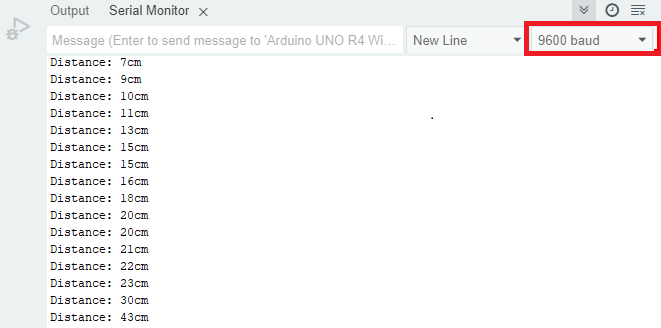 Output Serial Monitor
Message (Enter to send message to 'Arduino UNO R4 Wi... New Line 9600 baud
Distance: 7cm
Distance: 9cm
Distance: 10cm
Distance: 11cm
Distance: 13cm
Distance: 15cm
Distance: 15cm
Distance: 16cm
Distance: 18cm
Distance: 20cm
Distance: 20cm
Distance: 21cm
Distance: 22cm
Distance: 23cm
Distance: 30cm
Distance: 43cm